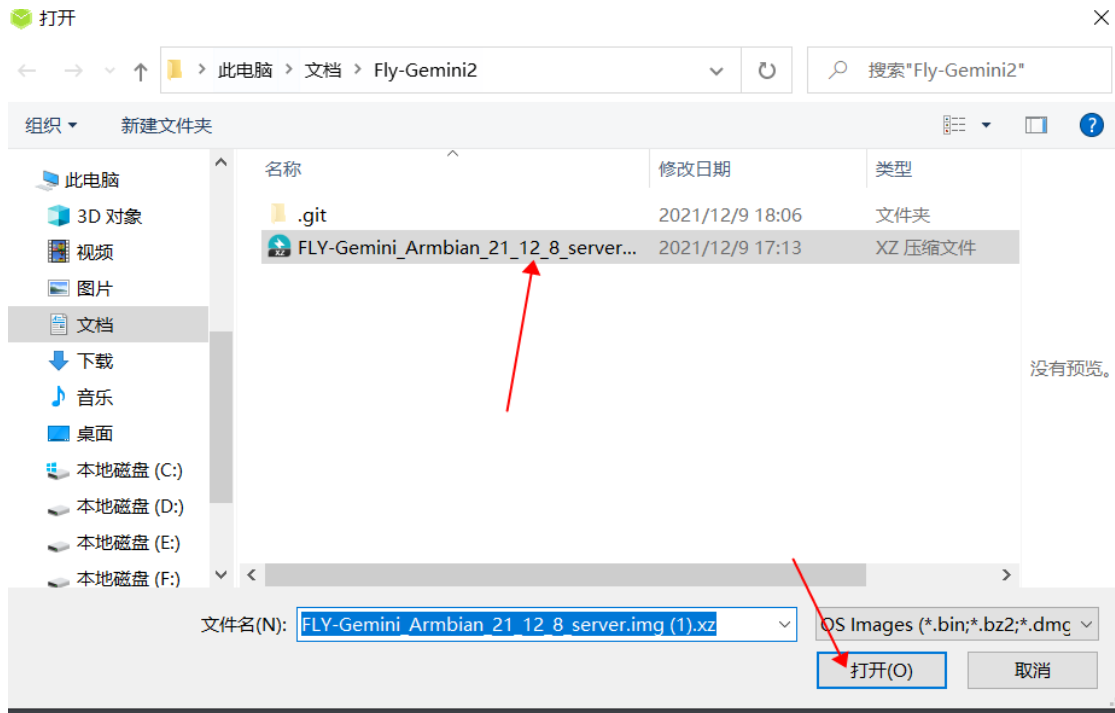 打开
此电脑 > 文档 > Fly-Gemini2
搜索"Fly-Gemini2"
组织 新建文件夹
?
此电脑
3D 对象
视频
图片
文档
下载
音乐
桌面
本地磁盘 (C:)
本地磁盘 (D:)
本地磁盘 (E:)
本地磁盘 (F:)
名称 修改日期 类型
.git 2021/12/9 18:06 文件夹
XZ
FLY-Gemini_Armbian_21_12_8_server... 2021/12/9 17:13 XZ 压缩文件
没有预览。
文件名(N): FLY-Gemini_Armbian_21_12_8_server.img (1).xz
OS Images (*.bin;*.bz2;*.dmg
打开(O) 取消